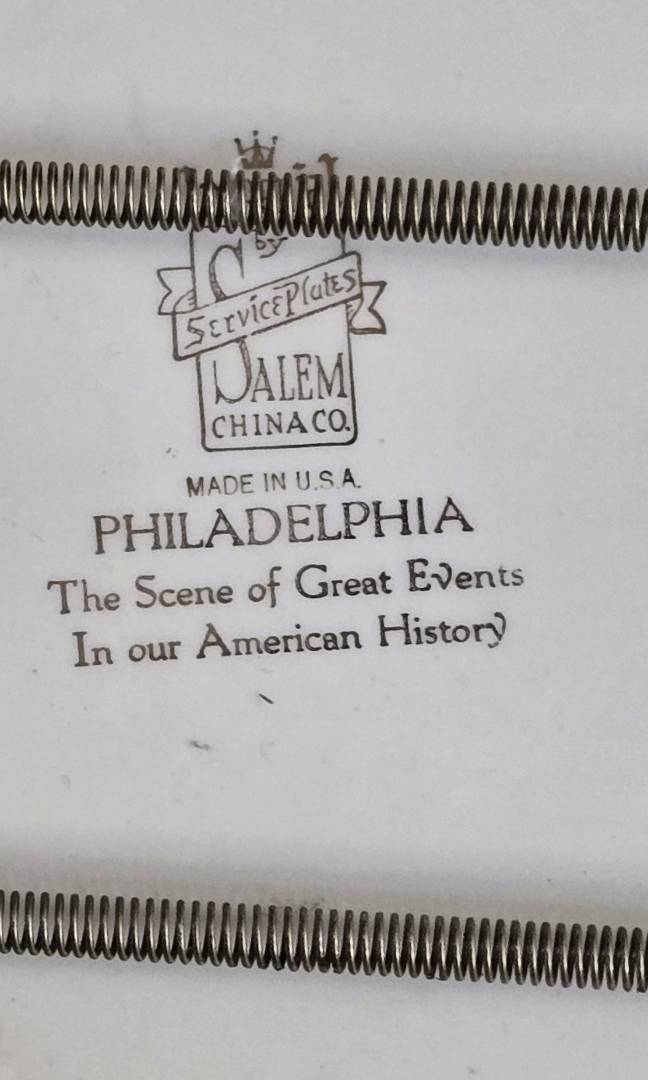 by
Service Plates
SALEM
CHINA CO.
MADE IN U.S.A.
PHILADELPHIA
The Scene of Great Events
In our American History